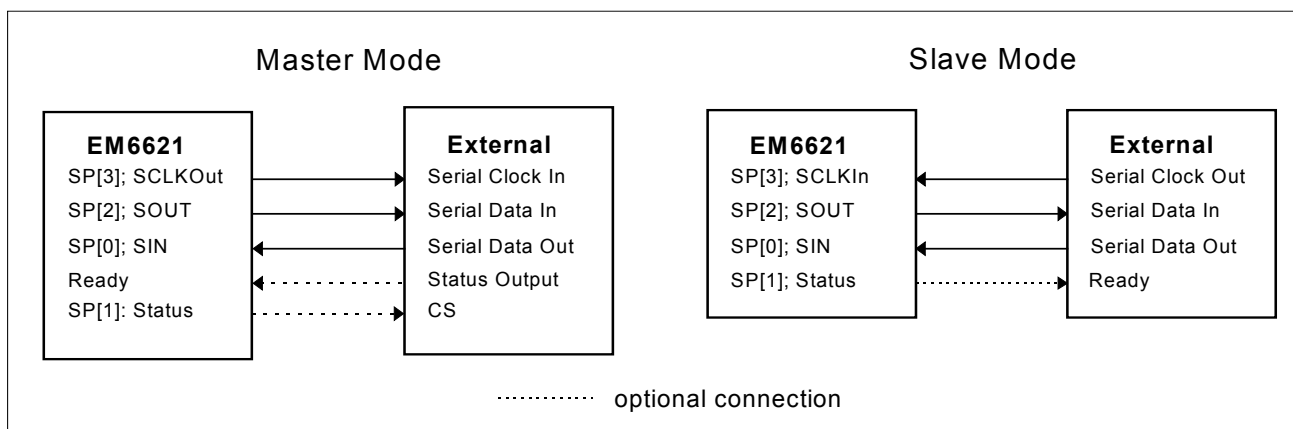 Master Mode
EM6621
SP[3]; SCLKOut
SP[2]; SOUT
SP[0]; SIN
Ready
SP[1]: Status
External
Serial Clock In
Serial Data In
Serial Data Out
Status Output
CS
Slave Mode
EM6621
SP[3]; SCLKIn
SP[2]; SOUT
SP[0]; SIN
SP[1]; Status
External
Serial Clock Out
Serial Data In
Serial Data Out
Ready
optional connection